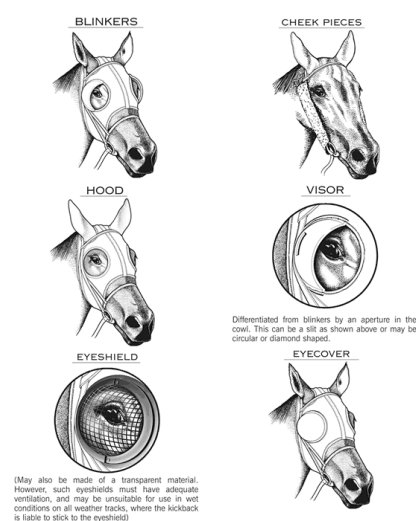 BLINKERS
CHEEK PIECES
HOOD
VISOR
Differentiated from blinkers by an aperture in the
cowl. This can be a slit as shown above or may be
circular or diamond shaped.
EYESHIELD
EYECOVER
(May also be made of a transparent material.
However, such eyeshields must have adequate
ventilation, and may be unsuitable for use in wet
conditions on all weather tracks, where the kickback
is liable to stick to the eyeshield)